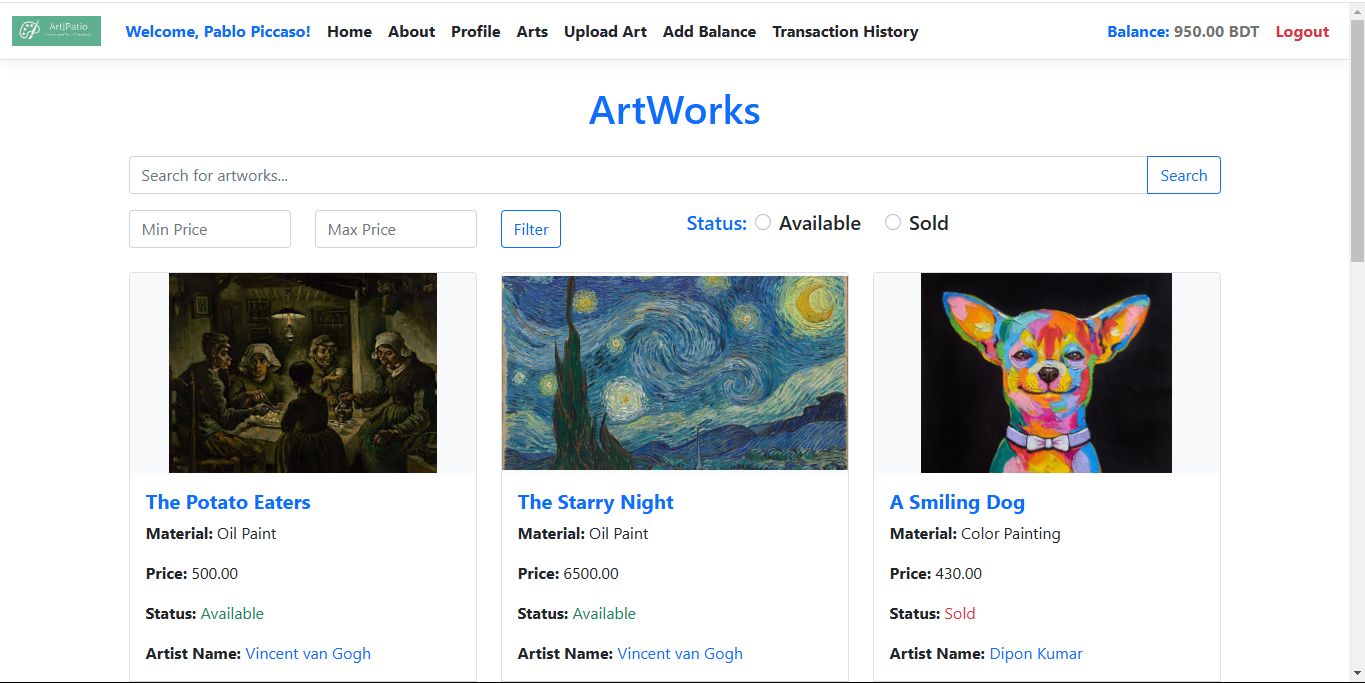 Art|Patio
Welcome, Pablo Piccaso! Home About Profile Arts Upload Art Add Balance Transaction History Balance: 950.00 BDT Logout
ArtWorks
Search for artworks... Search
Min Price Max Price Filter Status: Available Sold
The Potato Eaters
Material: Oil Paint
Price: 500.00
Status: Available
Artist Name: Vincent van Gogh
The Starry Night
Material: Oil Paint
Price: 6500.00
Status: Available
Artist Name: Vincent van Gogh
A Smiling Dog
Material: Color Painting
Price: 430.00
Status: Sold
Artist Name: Dipon Kumar